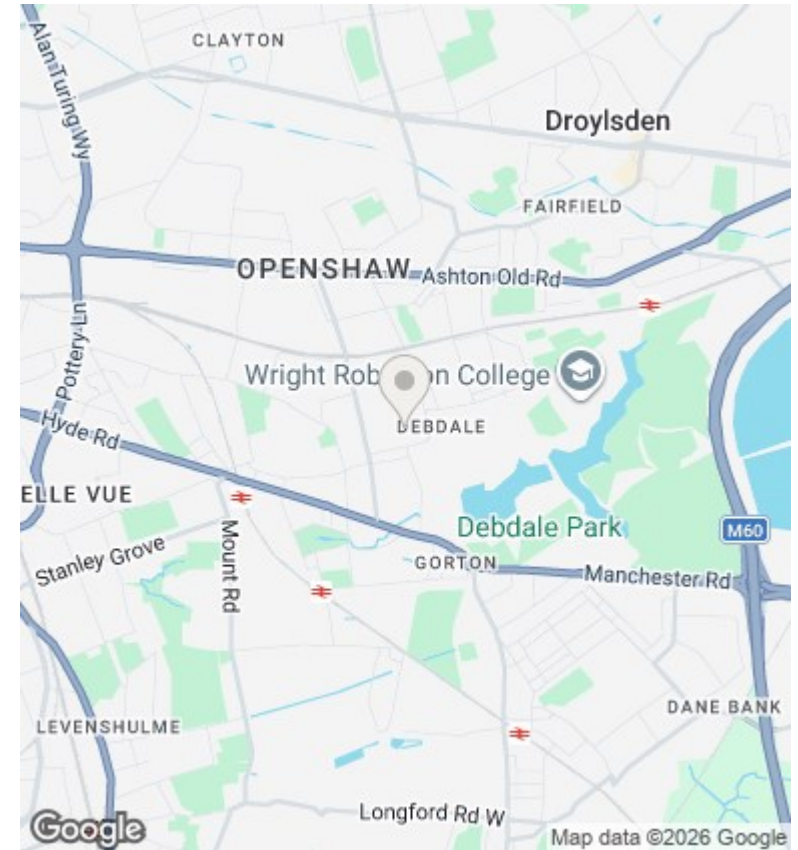 CLAYTON
Alan Turing Wy
Droylsden
FAIRFIELD
OPENSHAW
Ashton Old Rd
Pottery Ln
Wright Rob on College
DEBDALE
Hyde Rd
ELLE VUE
Debdale Park
M60
Stanley Grove
Mount Rd
GORTON
Manchester Rd
DANE BANK
LEVENSHULME
Longford Rd W
Google
Map data ©2026 Google